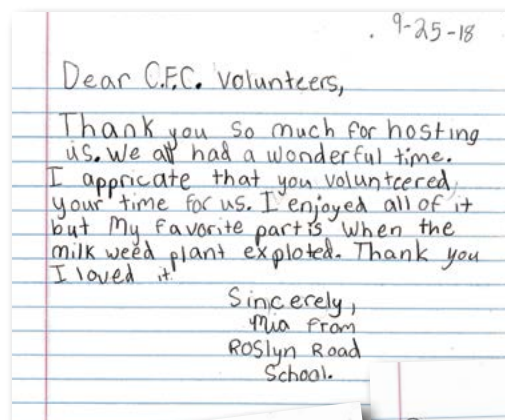 9-25-18
Dear C.F.C. Volunteers,
Thank you so much for hosting
us. We all had a wonderful time.
I appricate that you volunteered
your time for us. I enjoyed all of it
but My favorite part is when the
milk weed plant exploted. Thank you
I loved it
Sincerely,
Mia From
Roslyn Road
School.